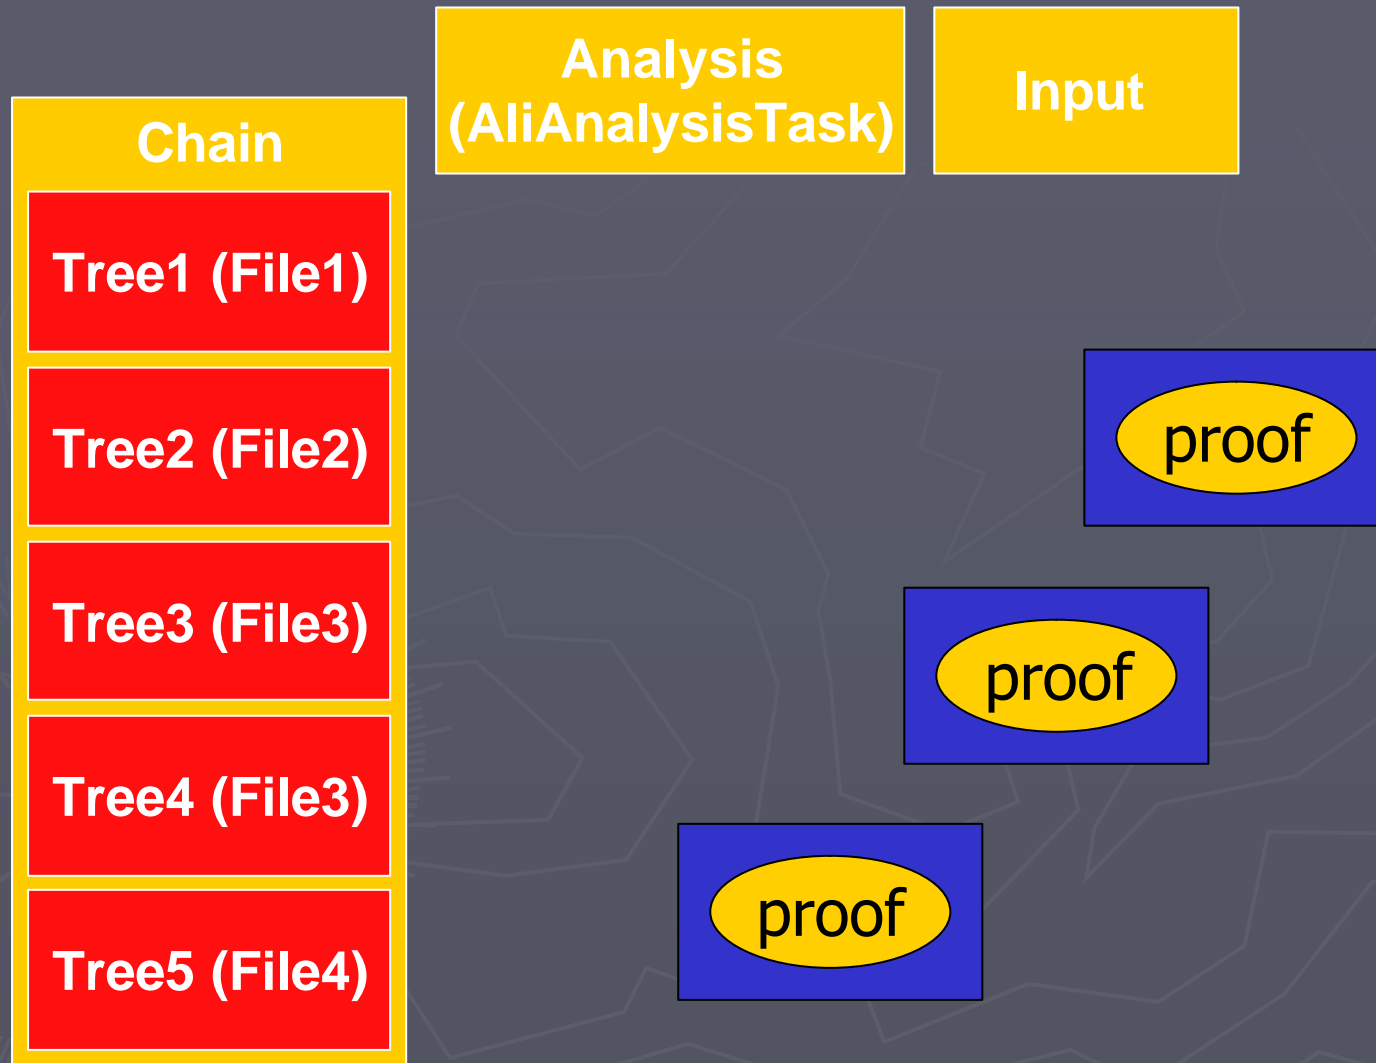 Analysis
(AliAnalysisTask)
Input
Chain
Tree1 (File1)
Tree2 (File2)
Tree3 (File3)
Tree4 (File3)
Tree5 (File4)
proof
proof
proof